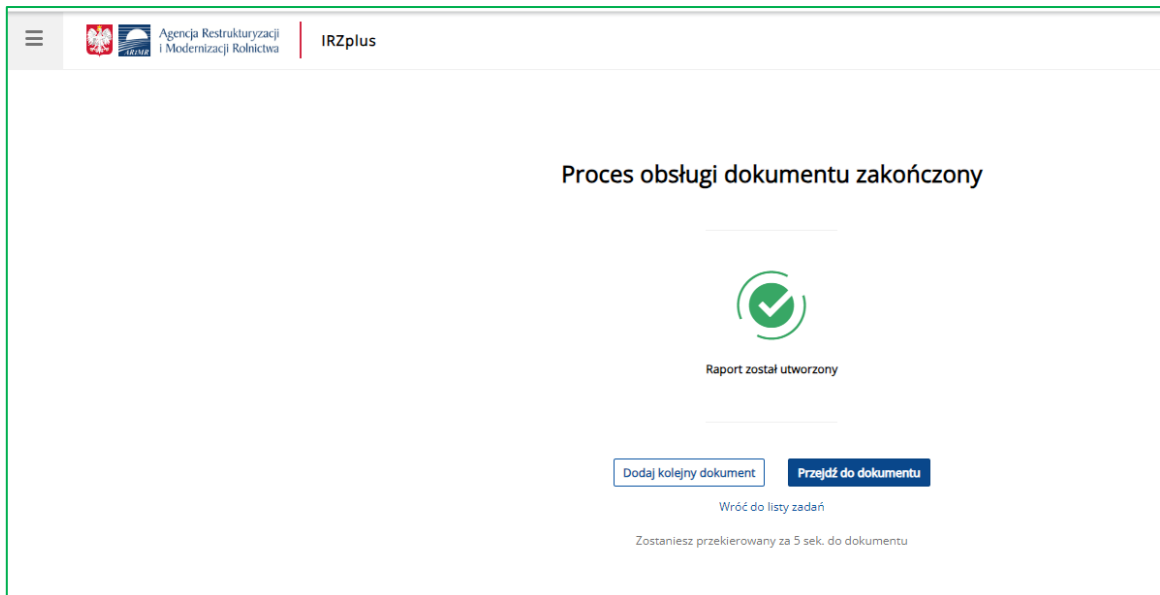 Agencja Restrukturyzacji
i Modernizacji Rolnictwa
ARiMR
IRZplus
Proces obsługi dokumentu zakończony
Raport został utworzony
Dodaj kolejny dokument
Przejdź do dokumentu
Wróć do listy zadań
Zostaniesz przekierowany za 5 sek. do dokumentu